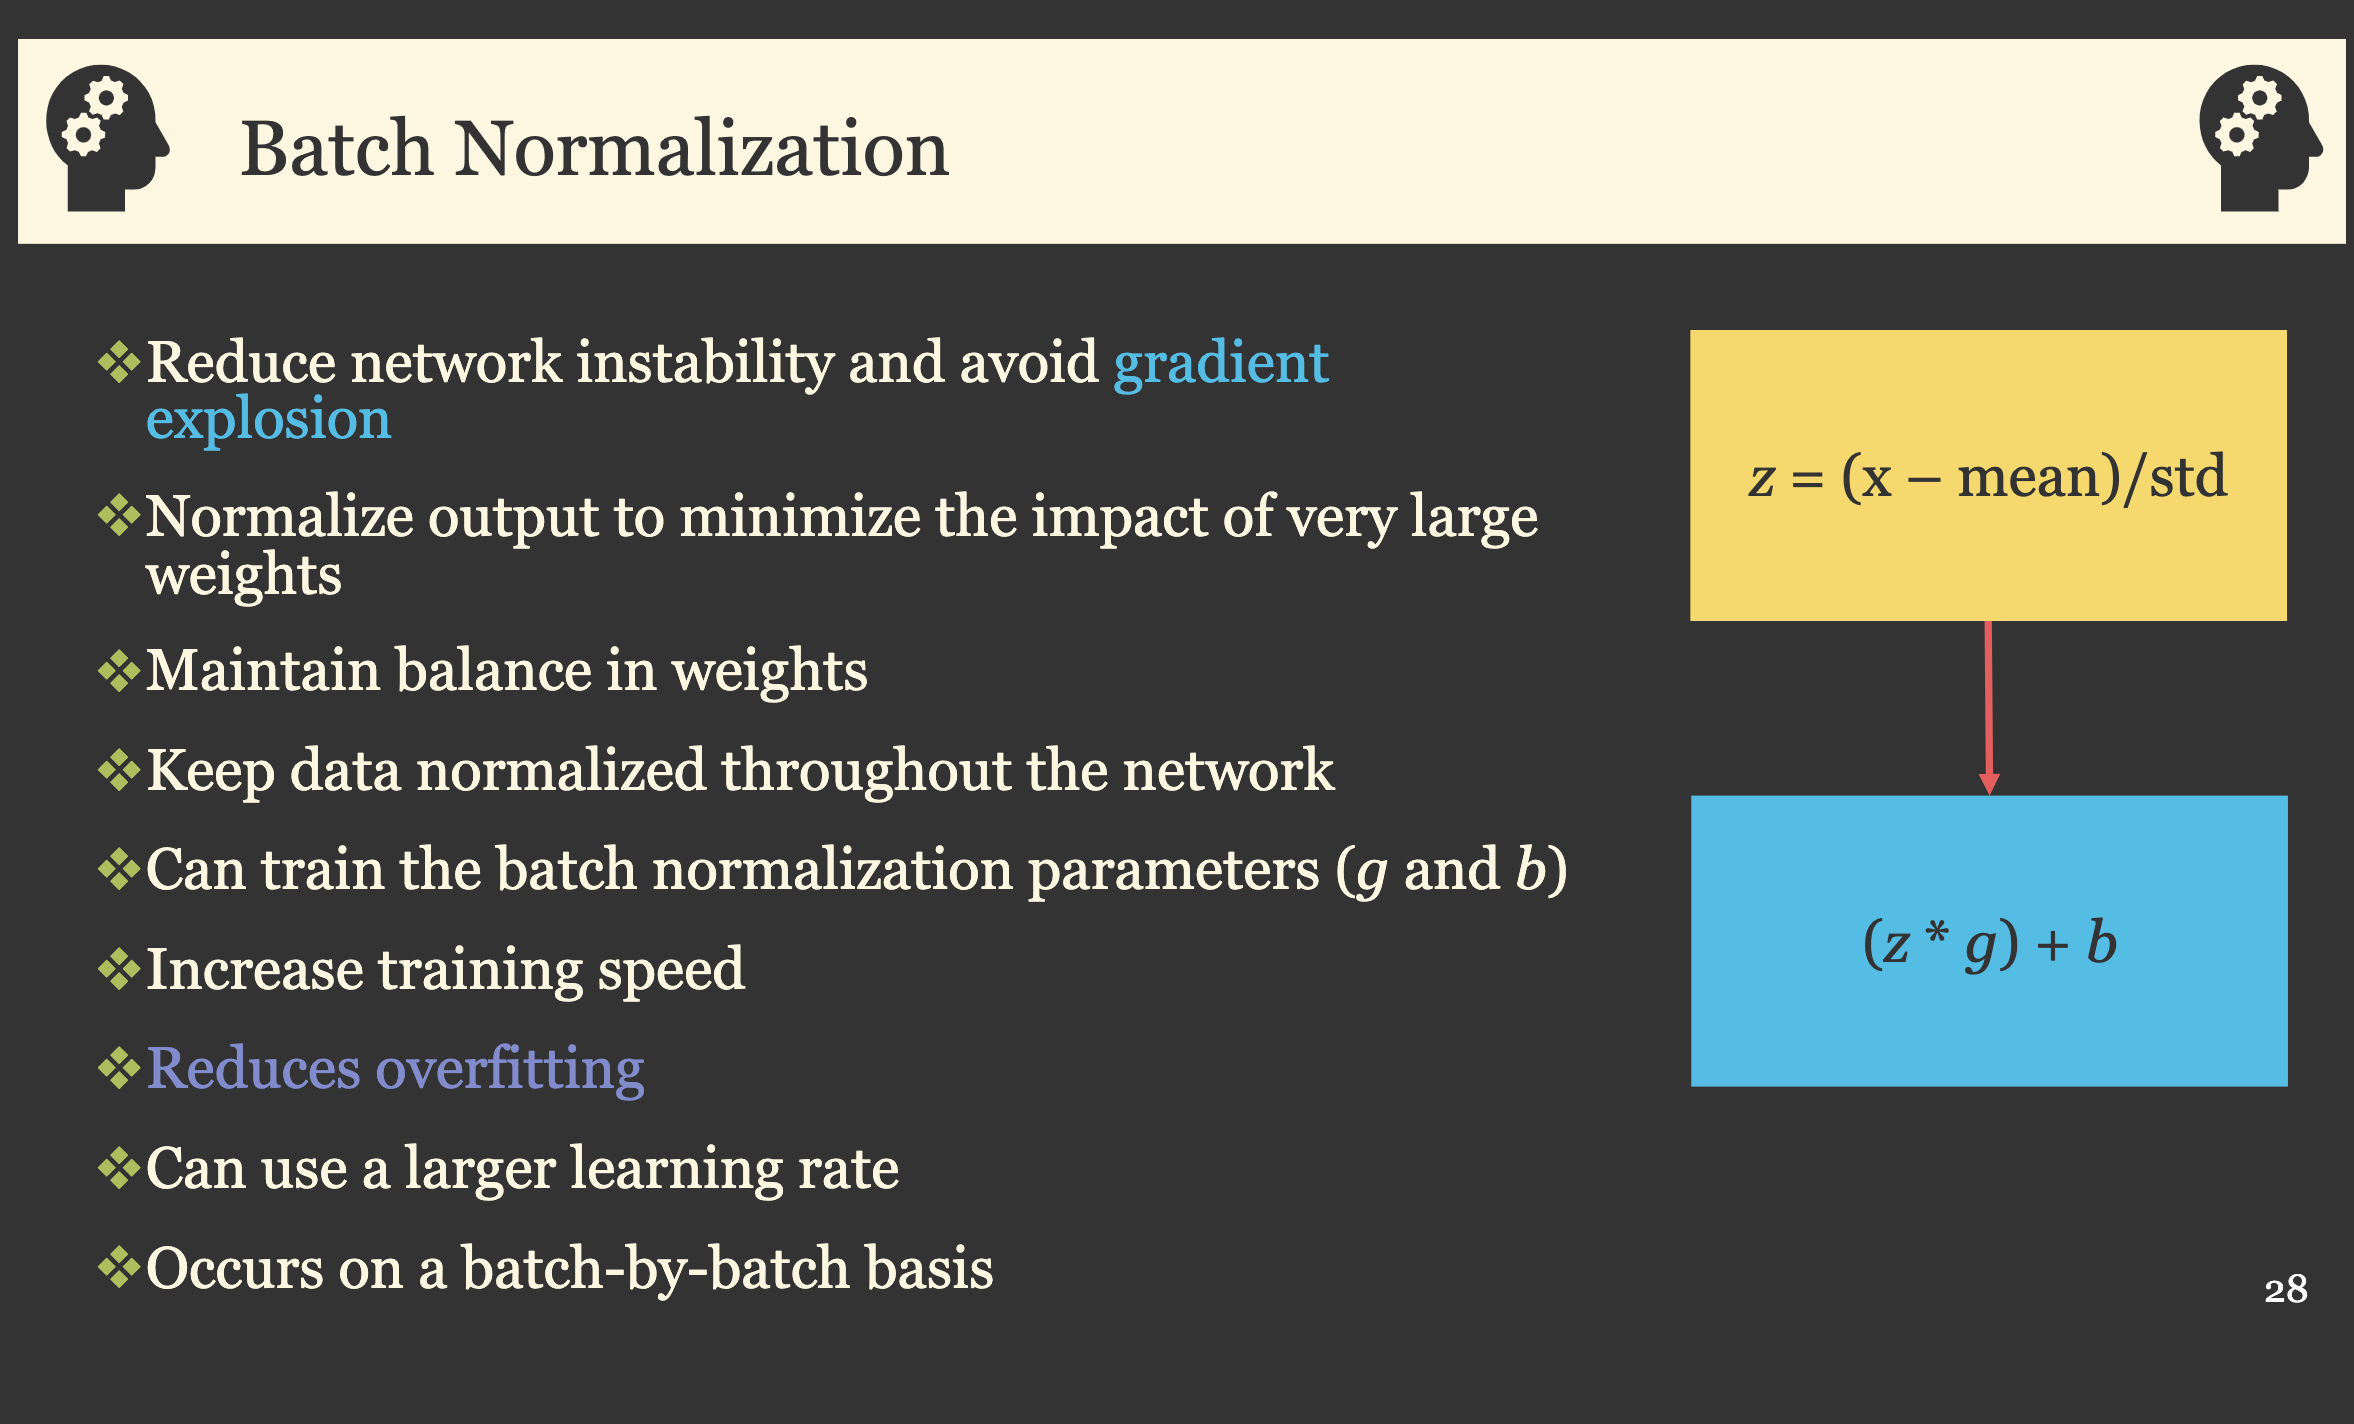 Batch Normalization
Reduce network instability and avoid gradient
explosion
Normalize output to minimize the impact of very large
weights
Maintain balance in weights
Keep data normalized throughout the network
Can train the batch normalization parameters (g and b)
Increase training speed
Reduces overfitting
Can use a larger learning rate
Occurs on a batch-by-batch basis
z = (x – mean)/std
(z * g) + b
28